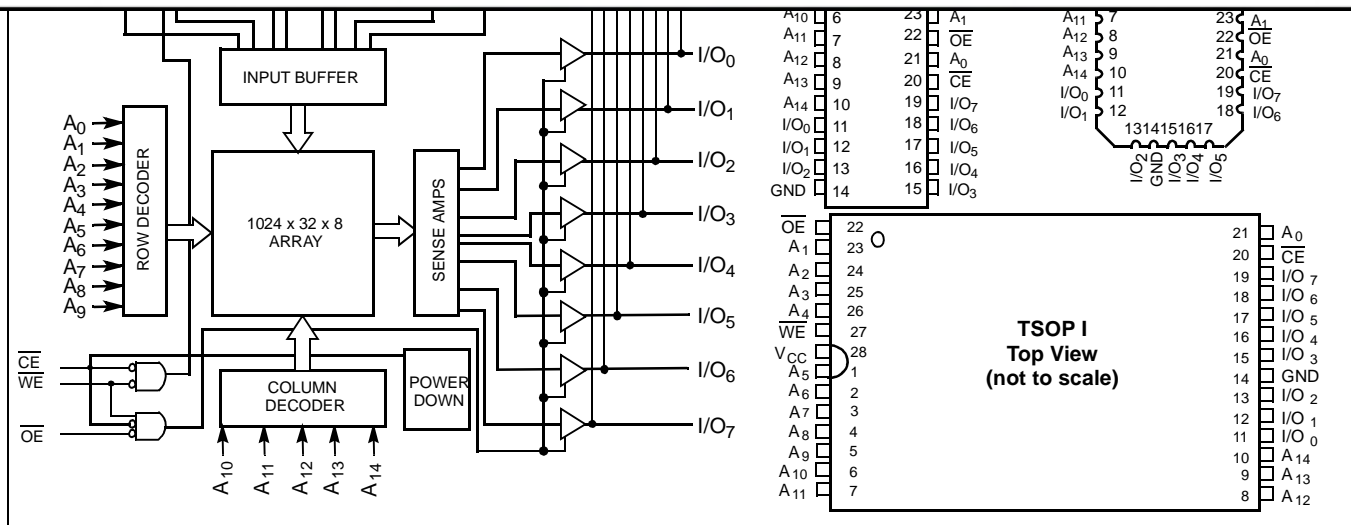 INPUT BUFFER
A0
A1
A2
A3
A4
A5
A6
A7
A8
A9
ROW DECODER
1024 x 32 x 8
ARRAY
SENSE AMPS
I/O0
I/O1
I/O2
I/O3
I/O4
I/O5
I/O6
I/O7
CE
WE
OE
COLUMN
DECODER
POWER
DOWN
A10
A11
A12
A13
A14
A10 6
A11 7
A12 8
A13 9
A14 10
I/O0 11
I/O1 12
I/O2 13
GND 14
23 A1
22 OE
21 A0
20 CE
19 I/O7
18 I/O6
17 I/O5
16 I/O4
15 I/O3
A11 7
A12 8
A13 9
A14 10
I/O0 11
I/O1 12
23 A1
22 OE
21 A0
20 CE
19 I/O7
18 I/O6
13 14 15 16 17
I/O2
GND
I/O3
I/O4
I/O5
OE 22
A1 23
A2 24
A3 25
A4 26
WE 27
VCC 28
A5 1
A6 2
A7 3
A8 4
A9 5
A10 6
A11 7
TSOP I
Top View
(not to scale)
21 A0
20 CE
19 I/O7
18 I/O6
17 I/O5
16 I/O4
15 I/O3
14 GND
13 I/O2
12 I/O1
11 I/O0
10 A14
9 A13
8 A12